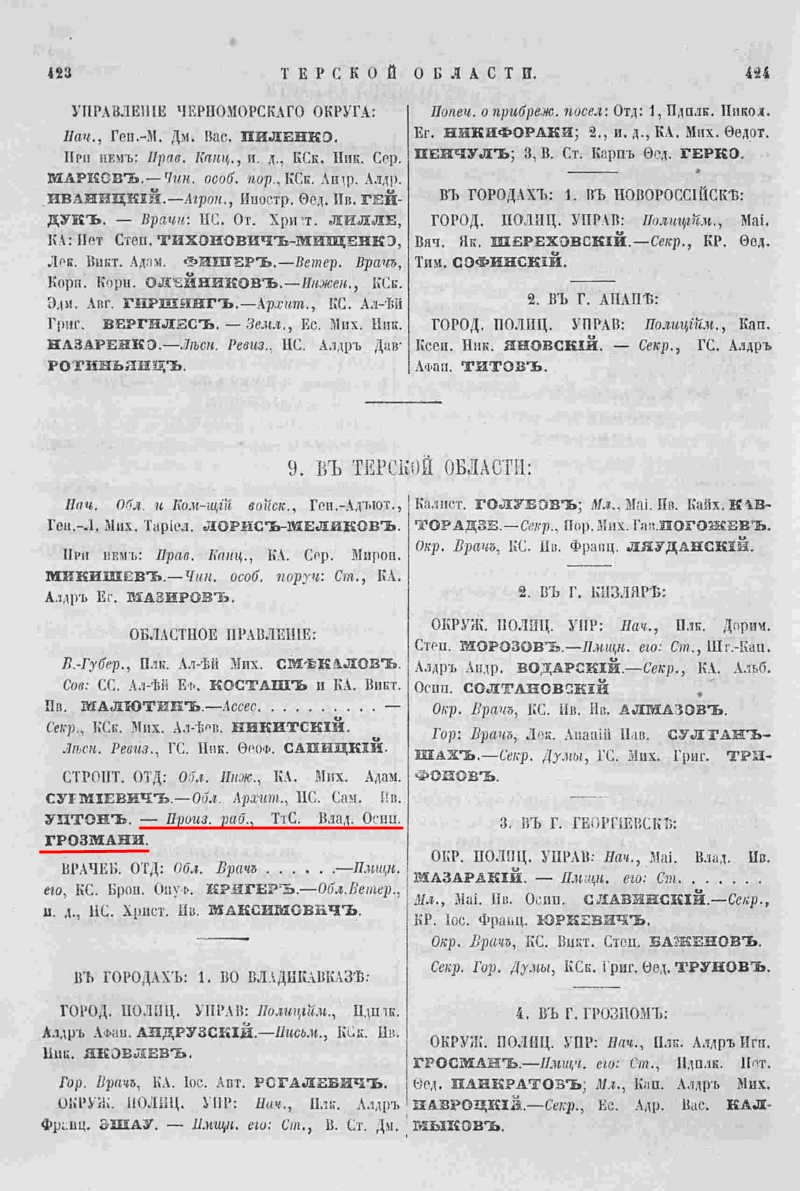 423
ТЕРСКОЙ ОБЛАСТИ.
424
УПРАВЛЕНІЕ ЧЕРНОМОРСКАГО ОКРУГА:
Нач., Ген.-М. Дм. Вас. ПИЛЕНКО.
При немъ: Прав. Канц., и. д., КСк. Ник. Сер.
МАРКОВЪ.—Чин. особ. пор., КСк. Андр. Алдр.
ИВАНИЦКІЙ.—Агрон., Иностр. Ѳед. Ив. ГЕЙ-
ДУКЪ. — Врачи: НС. От. Христ. ЛИЛЛЕ,
КА: Пет Степ. ТИХОНОВИЧЪ-МИЩЕНКО,
Лек. Викт. Адам. ФИШЕРЪ.—Ветер. Врачъ,
Корн. Корн. ОЛѢЙНИКОВЪ.—Инжен., КСк.
Эдм. Авг. ГИРШИНГЪ.—Архит., КС. Ал-ѣй
Григ. ВЕРГИЛЕСЪ. — Земл., Ес. Мих. Ник.
НАЗАРЕНКО.—Лѣсн. Ревиз., НС. Алдръ Дав.
РОТИНЬЯНЦЪ.
Попеч. о прибреж. посел: Отд: 1, Пдплк. Никол.
Ег. НИКИФОРАКИ; 2., и. д., КА. Мих. Ѳедот.
ПЕНЧУЛЪ; 3, В. Ст. Карпъ Ѳед. ГЕРКО.
ВЪ ГОРОДАХЪ: 1. ВЪ НОВОРОССІЙСКѢ:
ГОРОД. ПОЛИЦ. УПРАВ: Полиційм., Маі.
Вяч. Як. ШЕРЕХОВСКІЙ.—Секр., КР. Ѳед.
Тим. СОФИНСКІЙ.
2. ВЪ Г. АНАПѢ:
ГОРОД. ПОЛИЦ. УПРАВ: Полиційм., Кап.
Ксен. Ник. ЯНОВСКІЙ. — Секр., ГС. Алдръ
Афан. ТИТОВЪ.
9. ВЪ ТЕРСКОЙ ОБЛАСТИ:
Нач. Обл. и Ком-щій войск., Ген.-Адъют.,
Ген.-Л. Мих. Таріел. ЛОРИСЪ-МЕЛИКОВЪ.
При немъ: Прав. Канц., КА. Сер. Мирон.
МИКИШЕВЪ.—Чин. особ. поруч: Ст., КА.
Алдръ Ег. МАЗИРОВЪ.
ОБЛАСТНОЕ ПРАВЛЕНІЕ:
В.-Губер., Плк. Ал-ѣй Мих. СМѢКАЛОВЪ.
Сов: СС. Ал-ѣй Еф. КОСТАШЪ и КА. Викт.
Ив. МАЛЮТИНЪ.—Ассес. . . . . . . . . . . —
Секр., КСк. Мих. Ал-ѣев. НИКИТСКІЙ.
Лѣсн. Ревиз., ГС. Ник. Ѳеоф. САНИЦКІЙ.
СТРОИТ. ОТД: Обл. Инж., КА. Мих. Адам.
СУРМІЕВИЧЪ.—Обл. Архит., НС. Сам. Ив.
УПТОНЪ. — Произ. раб., ТтС. Влад. Осип.
ГРОЗМАНИ.
ВРАЧЕБ. ОТД: Обл. Врачъ . . . . . .—Пмщн.
его, КС. Брон. Онуф. КРИГЕРЪ.—Обл.Ветер.,
и. д., НС. Христ. Ив. МАКСИМОВИЧЪ.
ВЪ ГОРОДАХЪ: 1. ВО ВЛАДИКАВКАЗѢ:
ГОРОД. ПОЛИЦ. УПРАВ: Полиційм., Пдплк.
Алдръ Афан. АНДРУЗСКІЙ.—Письм., КСк. Ив.
Ник. ЯКОВЛЕВЪ.
Гор. Врачъ, КА. Іос. Ант. РОГАЛЕВИЧЪ.
ОКРУЖ. ПОЛИЦ. УПР: Нач., Плк. Алдръ
Франц. ЭШАУ. — Пмщн. его: Ст., В. Ст. Дм.
Калист. ГОЛУБОВЪ; Мл., Маі. Ив. Кайх. КАВ-
ТОРАДЗЕ.—Секр., Пор. Мих. Гав. ПОГОЖЕВЪ.
Окр. Врачъ, КС. Ив. Франц. ЛЯУДАНСКІЙ.
2. ВЪ Г. КИЗЛЯРѢ:
ОКРУЖ. ПОЛИЦ. УПР: Нач., Плк. Дорим.
Степ. МОРОЗОВЪ.—Пмщн. его: Ст., Шт.-Кап.
Алдръ Андр. ВОДАРСКІЙ.—Секр., КА. Альб.
Осип. СОЛТАНОВСКІЙ
Окр. Врачъ, КС. Ив. Ив. АЛМАЗОВЪ.
Гор: Врачъ, Лек. Ананій Пав. СУЛТАНЪ-
ШАХЪ.—Секр. Думы, ГС. Мих. Григ. ТРИ-
ФОНОВЪ.
3. ВЪ Г. ГЕОРГІЕВСКѢ:
ОКР. ПОЛИЦ. УПРАВ: Нач., Маі. Влад. Ив.
МАЗАРАКІЙ. — Пмщн. его: Ст. . . . . . . .
Мл., Маі. Ив. Осип. СЛАВИНСКІЙ.—Секр.,
КР. Іос. Франц. ЮРКЕВИЧЪ.
Окр. Врачъ, КС. Викт. Степ. БАЖЕНОВЪ.
Секр. Гор. Думы, КСк. Григ. Ѳед. ТРУНОВЪ.
4. ВЪ Г. ГРОЗНОМЪ:
ОКРУЖ. ПОЛИЦ. УПР: Нач., Плк. Алдръ Игн.
ГРОСМАНЪ.—Пмщн. его: Ст., Пдплк. Пет.
Ѳед. ПАНКРАТОВЪ; Мл., Кап. Алдръ Мих.
НАВРОЦКІЙ.—Секр., Ес. Адр. Вас. КАЛ-
МЫКОВЪ.